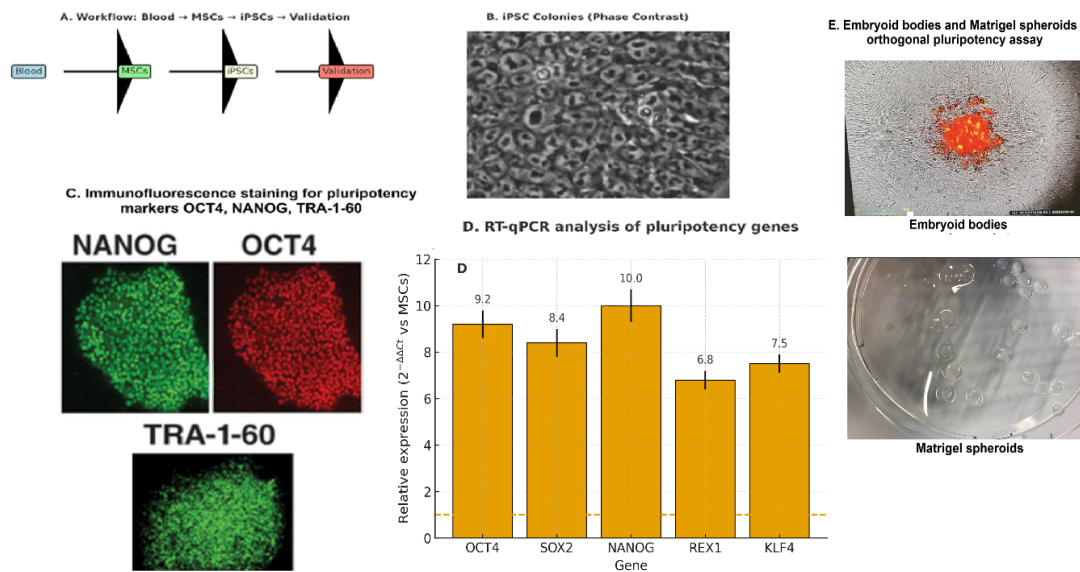 A. Workflow: Blood → MSCs → iPSCs → Validation
Blood
MSCs
iPSCs
Validation
B. iPSC Colonies (Phase Contrast)
C. Immunofluorescence staining for pluripotency
markers OCT4, NANOG, TRA-1-60
NANOG
OCT4
TRA-1-60
D. RT-qPCR analysis of pluripotency genes
D
Relative expression (2^−ΔΔCt vs MSCs)
0
2
4
6
8
10
12
9.2
8.4
10.0
6.8
7.5
OCT4
SOX2
NANOG
REX1
KLF4
Gene
E. Embryoid bodies and Matrigel spheroids
orthogonal pluripotency assay
Embryoid bodies
Matrigel spheroids